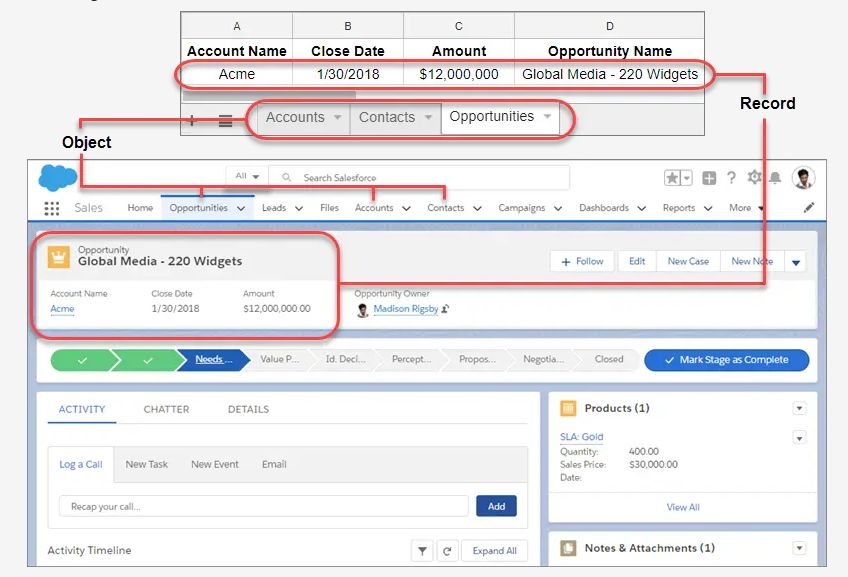 A B C D
Account Name Close Date Amount Opportunity Name
Acme 1/30/2018 $12,000,000 Global Media - 220 Widgets
Record
Accounts Contacts Opportunities
Object
All Search Salesforce
Sales Home Opportunities Leads Files Accounts Contacts Campaigns Dashboards Reports More
Opportunity
Global Media - 220 Widgets
+ Follow Edit New Case New Note
Account Name Close Date Amount Opportunity Owner
Acme 1/30/2018 $12,000,000.00 Madison Rigsby
Needs ... Value P... Id. Deci... Percept... Propos... Negotia... Closed Mark Stage as Complete
ACTIVITY CHATTER DETAILS
Log a Call New Task New Event Email
Recap your call... Add
Activity Timeline Expand All
Products (1)
SLA: Gold
Quantity: 400.00
Sales Price: $30,000.00
Date:
View All
Notes & Attachments (1)